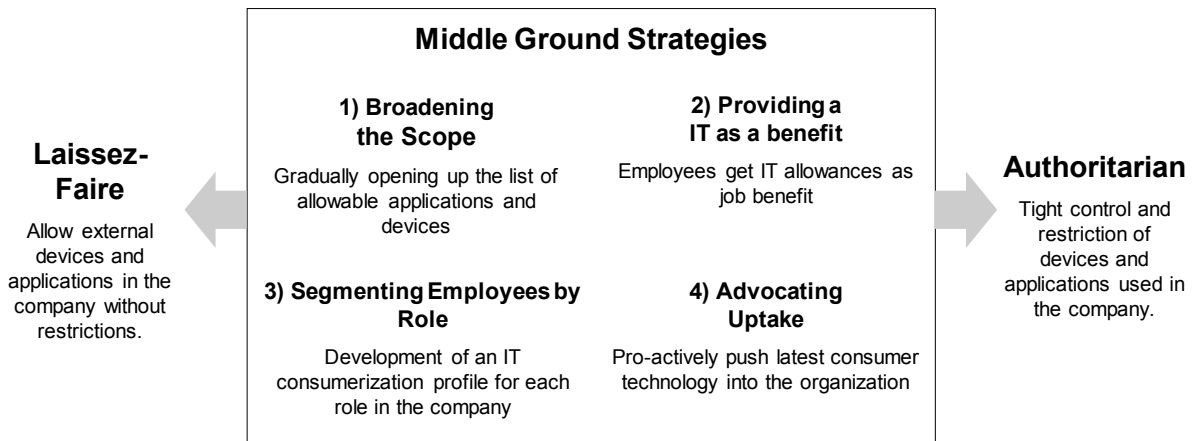 Middle Ground Strategies
Laissez-
Faire
Allow external
devices and
applications in the
company without
restrictions.
1) Broadening
the Scope
Gradually opening up the list of
allowable applications and
devices
2) Providing a
IT as a benefit
Employees get IT allowances as
job benefit
3) Segmenting Employees by
Role
Development of an IT
consumerization profile for each
role in the company
4) Advocating
Uptake
Pro-actively push latest consumer
technology into the organization
Authoritarian
Tight control and
restriction of
devices and
applications used in
the company.